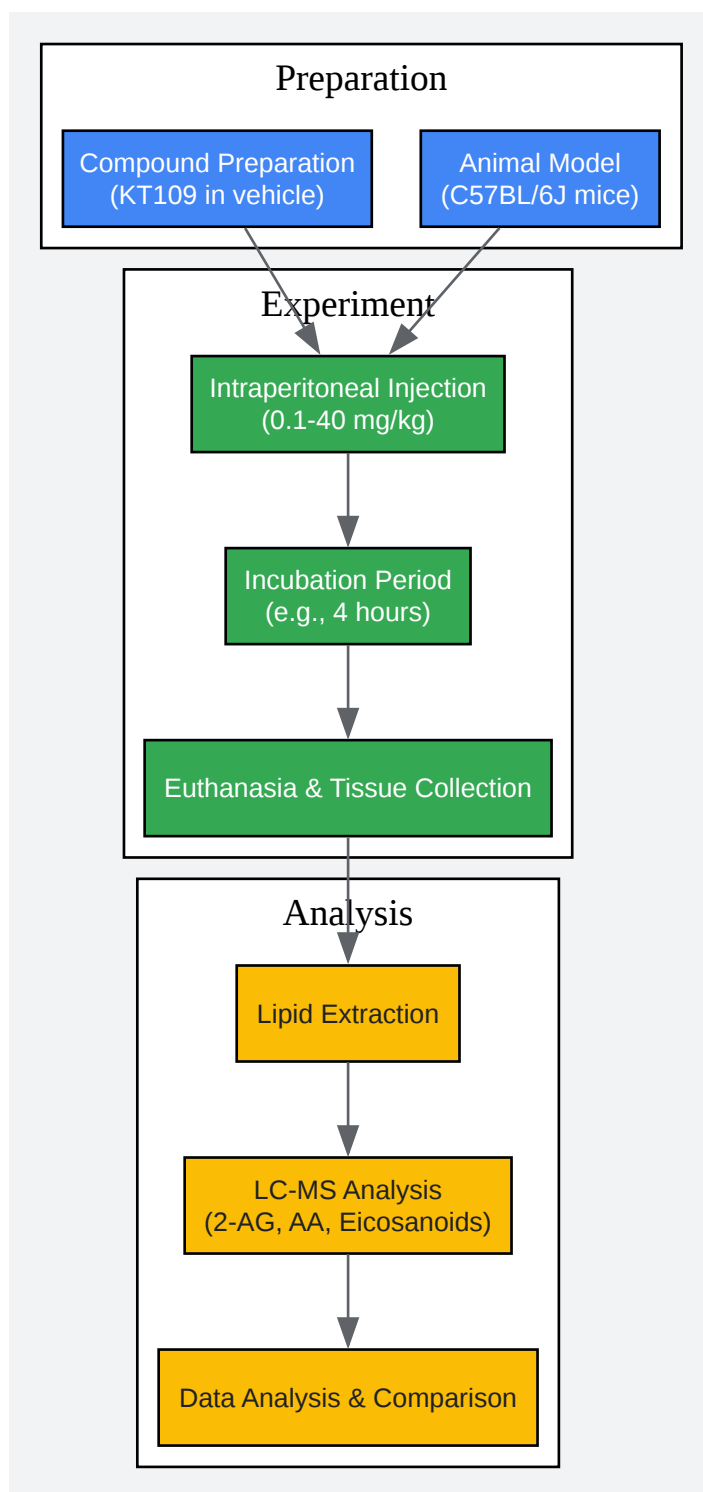 Preparation
Compound Preparation
(KT109 in vehicle)
Animal Model
(C57BL/6J mice)
Experiment
Intraperitoneal Injection
(0.1-40 mg/kg)
Incubation Period
(e.g., 4 hours)
Euthanasia & Tissue Collection
Analysis
Lipid Extraction
LC-MS Analysis
(2-AG, AA, Eicosanoids)
Data Analysis & Comparison